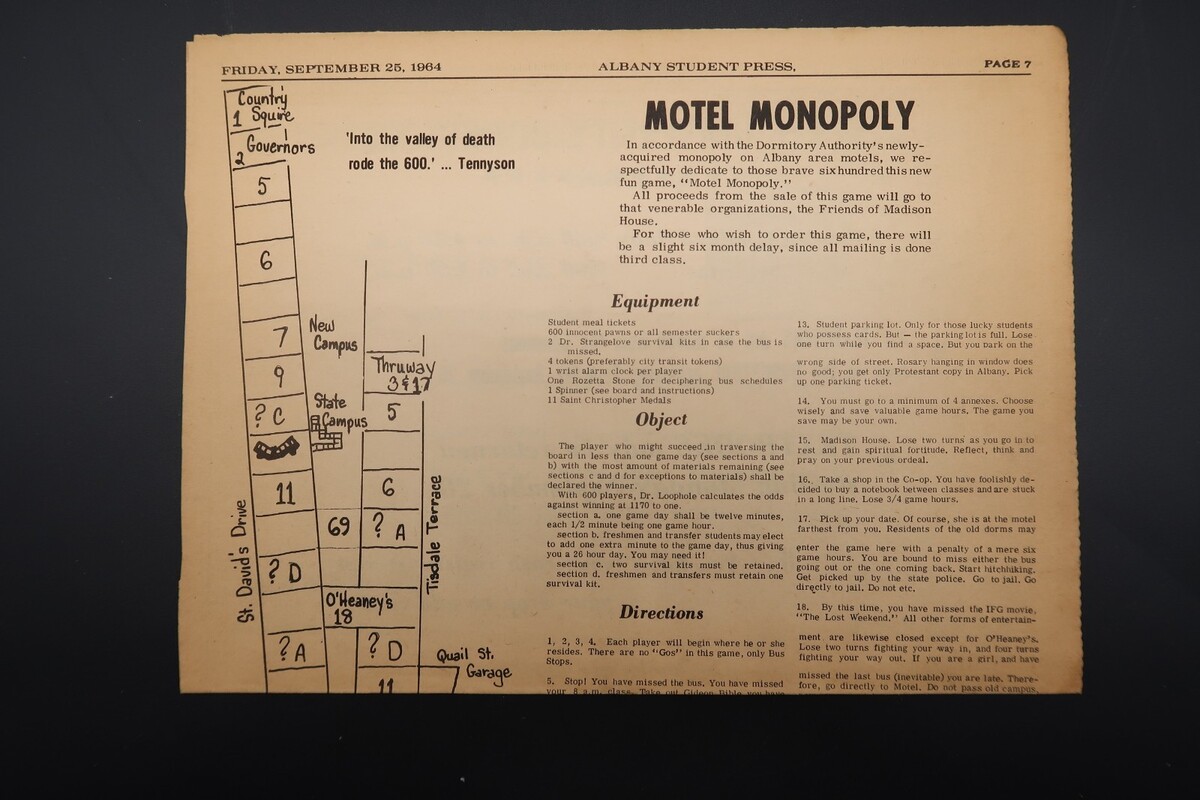 FRIDAY, SEPTEMBER 25, 1964
ALBANY STUDENT PRESS,
PAGE 7
Country
1 Squire
2 Governors
5
6
7
9
? C
11
? D
? A
St. David's Drive
'Into the valley of death
rode the 600.' ... Tennyson
New
Campus
State
Campus
69
O'Heaney's
18
Thruway
3 & 17
5
6
? A
? D
11
Tisdale Terrace
Quail St.
Garage
MOTEL MONOPOLY
In accordance with the Dormitory Authority's newly-
acquired monopoly on Albany area motels, we re-
spectfully dedicate to those brave six hundred this new
fun game, "Motel Monopoly."
All proceeds from the sale of this game will go to
that venerable organizations, the Friends of Madison
House.
For those who wish to order this game, there will
be a slight six month delay, since all mailing is done
third class.
Equipment
Student meal tickets
600 innocent pawns or all semester suckers
2 Dr. Strangelove survival kits in case the bus is
missed.
4 tokens (preferably city transit tokens)
1 wrist alarm clock per player
One Rozetta Stone for deciphering bus schedules
1 Spinner (see board and instructions)
11 Saint Christopher Medals
Object
The player who might succeed in traversing the
board in less than one game day (see sections a and
b) with the most amount of materials remaining (see
sections c and d for exceptions to materials) shall be
declared the winner.
With 600 players, Dr. Loophole calculates the odds
against winning at 1170 to one.
section a. one game day shall be twelve minutes,
each 1/2 minute being one game hour.
section b. freshmen and transfer students may elect
to add one extra minute to the game day, thus giving
you a 26 hour day. You may need it!
section c. two survival kits must be retained.
section d. freshmen and transfers must retain one
survival kit.
Directions
1, 2, 3, 4. Each player will begin where he or she
resides. There are no "Gos" in this game, only Bus
Stops.
5. Stop! You have missed the bus. You have missed
your 8 a.m. class. Take out Gideon Bible you have
13. Student parking lot. Only for those lucky students
who possess cards. But — the parking lot is full. Lose
one turn while you find a space. But you park on the
wrong side of street. Rosary hanging in window does
no good; you get only Protestant copy in Albany. Pick
up one parking ticket.
14. You must go to a minimum of 4 annexes. Choose
wisely and save valuable game hours. The game you
save may be your own.
15. Madison House. Lose two turns as you go in to
rest and gain spiritual fortitude. Reflect, think and
pray on your previous ordeal.
16. Take a shop in the Co-op. You have foolishly de-
cided to buy a notebook between classes and are stuck
in a long line. Lose 3/4 game hours.
17. Pick up your date. Of course, she is at the motel
farthest from you. Residents of the old dorms may
enter the game here with a penalty of a mere six
game hours. You are bound to miss either the bus
going out or the one coming back. Start hitchhiking.
Get picked up by the state police. Go to jail. Go
directly to jail. Do not etc.
18. By this time, you have missed the IFG movie,
"The Lost Weekend." All other forms of entertain-
ment are likewise closed except for O'Heaney's.
Lose two turns fighting your way in, and four turns
fighting your way out. If you are a girl, and have
missed the last bus (inevitable) you are late. There-
fore, go directly to Motel. Do not pass old campus,